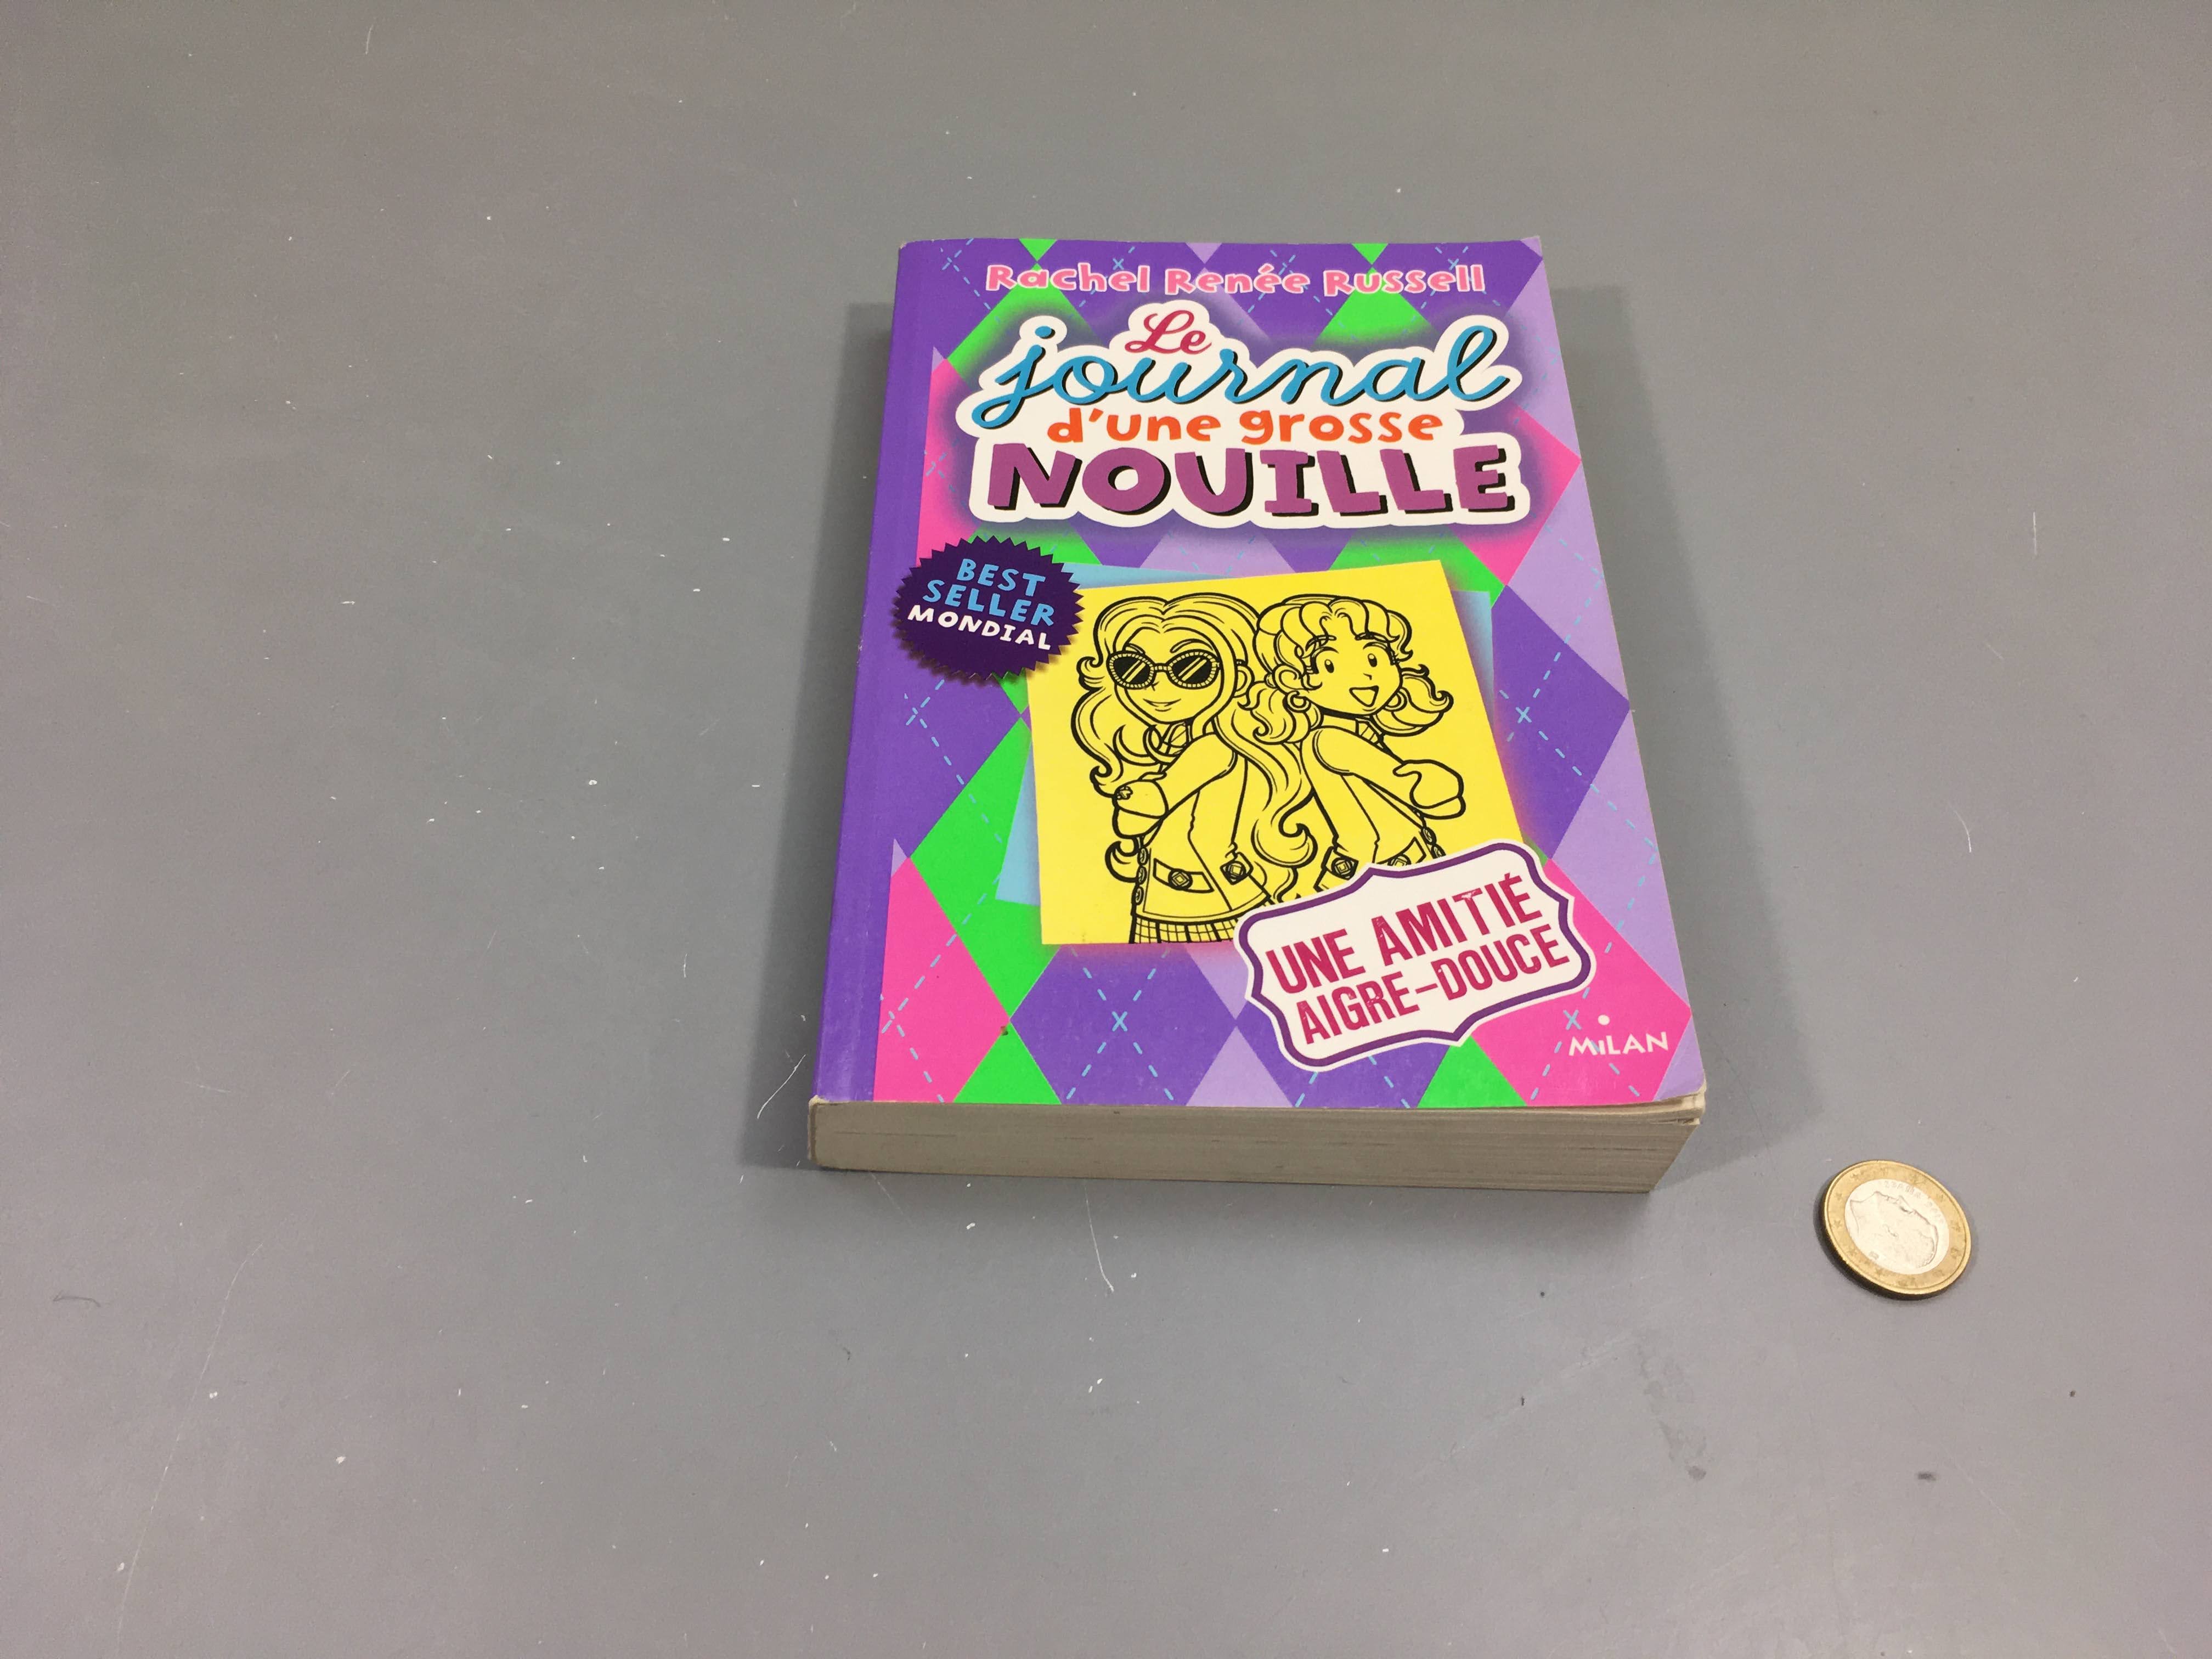 Rachel Renée Russell
Le
journal
d'une grosse
NOUILLE
BEST
SELLER
MONDIAL
UNE AMITIÉ
AIGRE-DOUCE
MiLAN